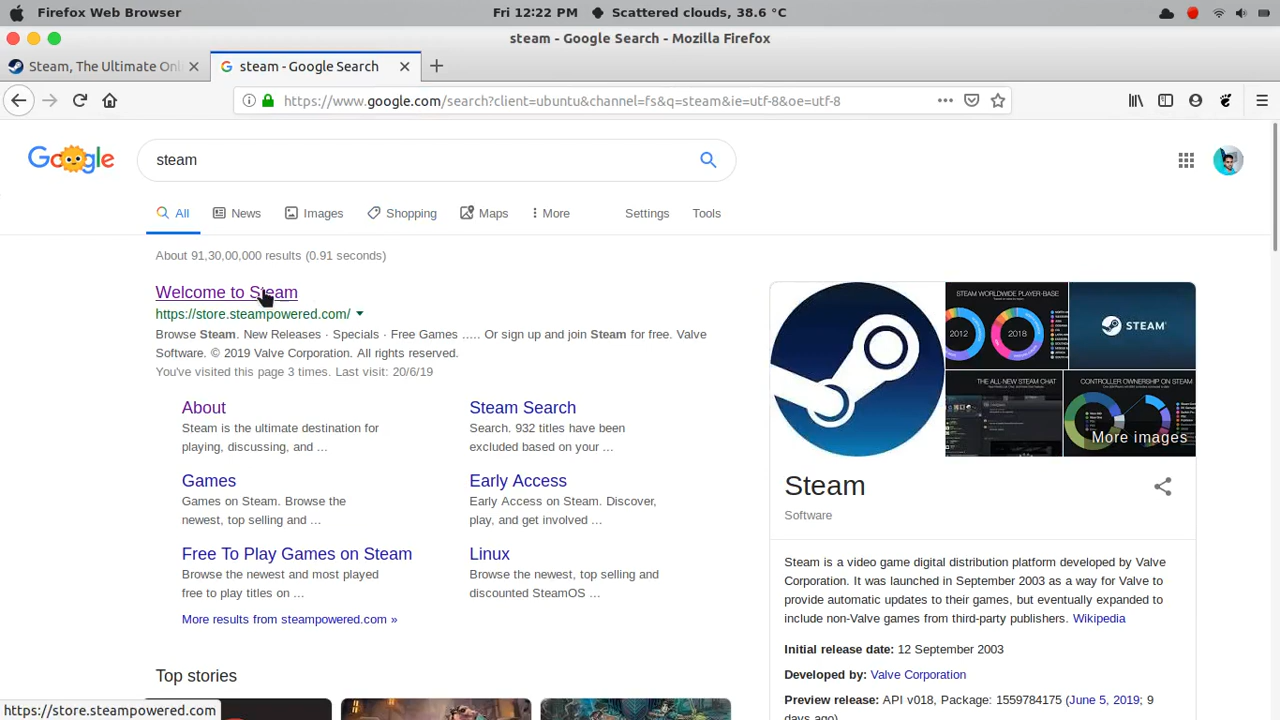 Firefox Web Browser
Fri 12:22 PM
Scattered clouds, 38.6 °C
steam - Google Search - Mozilla Firefox
Steam, The Ultimate Onl
steam - Google Search
https://www.google.com/search?client=ubuntu&channel=fs&q=steam&ie=utf-8&oe=utf-8
Google
steam
All
News
Images
Shopping
Maps
More
Settings
Tools
About 91,30,00,000 results (0.91 seconds)
Welcome to Steam
https://store.steampowered.com/
Browse Steam. New Releases · Specials · Free Games ..... Or sign up and join Steam for free. Valve
Software. © 2019 Valve Corporation. All rights reserved.
You've visited this page 3 times. Last visit: 20/6/19
About
Steam is the ultimate destination for
playing, discussing, and ...
Steam Search
Search. 932 titles have been
excluded based on your ...
Games
Games on Steam. Browse the
newest, top selling and ...
Early Access
Early Access on Steam. Discover,
play, and get involved ...
Free To Play Games on Steam
Browse the newest and most played
free to play titles on ...
Linux
Browse the newest, top selling and
discounted SteamOS ...
More results from steampowered.com »
Top stories
STEAM WORLDWIDE PLAYER-BASE
2012
2018
STEAM®
THE ALL-NEW STEAM CHAT
CONTROLLER OWNERSHIP ON STEAM
More images
Steam
Software
Steam is a video game digital distribution platform developed by Valve
Corporation. It was launched in September 2003 as a way for Valve to
provide automatic updates to their games, but eventually expanded to
include non-Valve games from third-party publishers. Wikipedia
Initial release date: 12 September 2003
Developed by: Valve Corporation
Preview release: API v018, Package: 1559784175 (June 5, 2019; 9
days ago)
https://store.steampowered.com